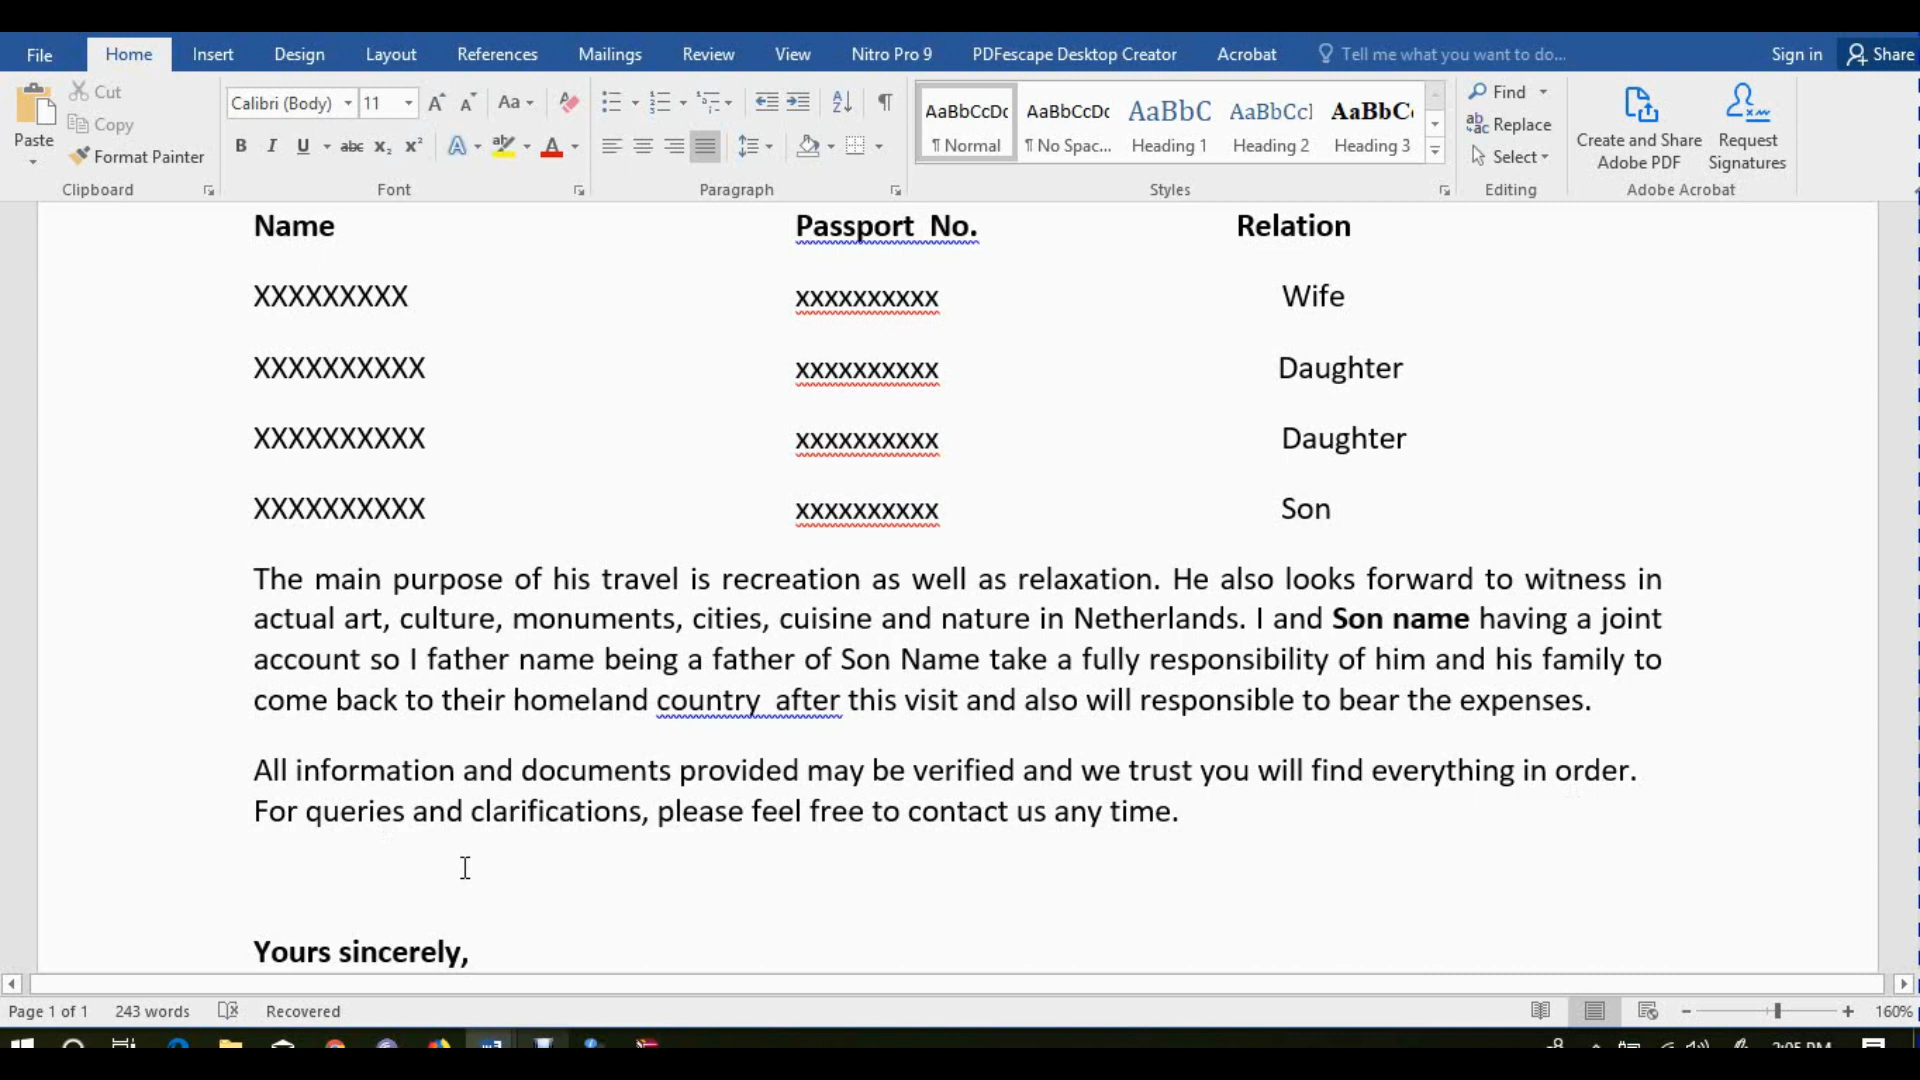 File Home Insert Design Layout References Mailings Review View Nitro Pro 9 PDFescape Desktop Creator Acrobat Tell me what you want to do... Sign in Share
Cut
Copy
Paste
Format Painter
Clipboard
Calibri (Body) 11
Font
Paragraph
AaBbCcDc AaBbCcDc AaBbC AaBbCcI AaBbC
¶ Normal ¶ No Spac... Heading 1 Heading 2 Heading 3
Styles
Find
Replace
Select
Editing
Create and Share Adobe PDF
Request Signatures
Adobe Acrobat
Name Passport No. Relation
XXXXXXXXX xxxxxxxxxx Wife
XXXXXXXXXX xxxxxxxxxx Daughter
XXXXXXXXXX xxxxxxxxxx Daughter
XXXXXXXXXX xxxxxxxxxx Son
The main purpose of his travel is recreation as well as relaxation. He also looks forward to witness in
actual art, culture, monuments, cities, cuisine and nature in Netherlands. I and Son name having a joint
account so I father name being a father of Son Name take a fully responsibility of him and his family to
come back to their homeland country after this visit and also will responsible to bear the expenses.
All information and documents provided may be verified and we trust you will find everything in order.
For queries and clarifications, please feel free to contact us any time.
Yours sincerely,
Page 1 of 1 243 words Recovered 160%